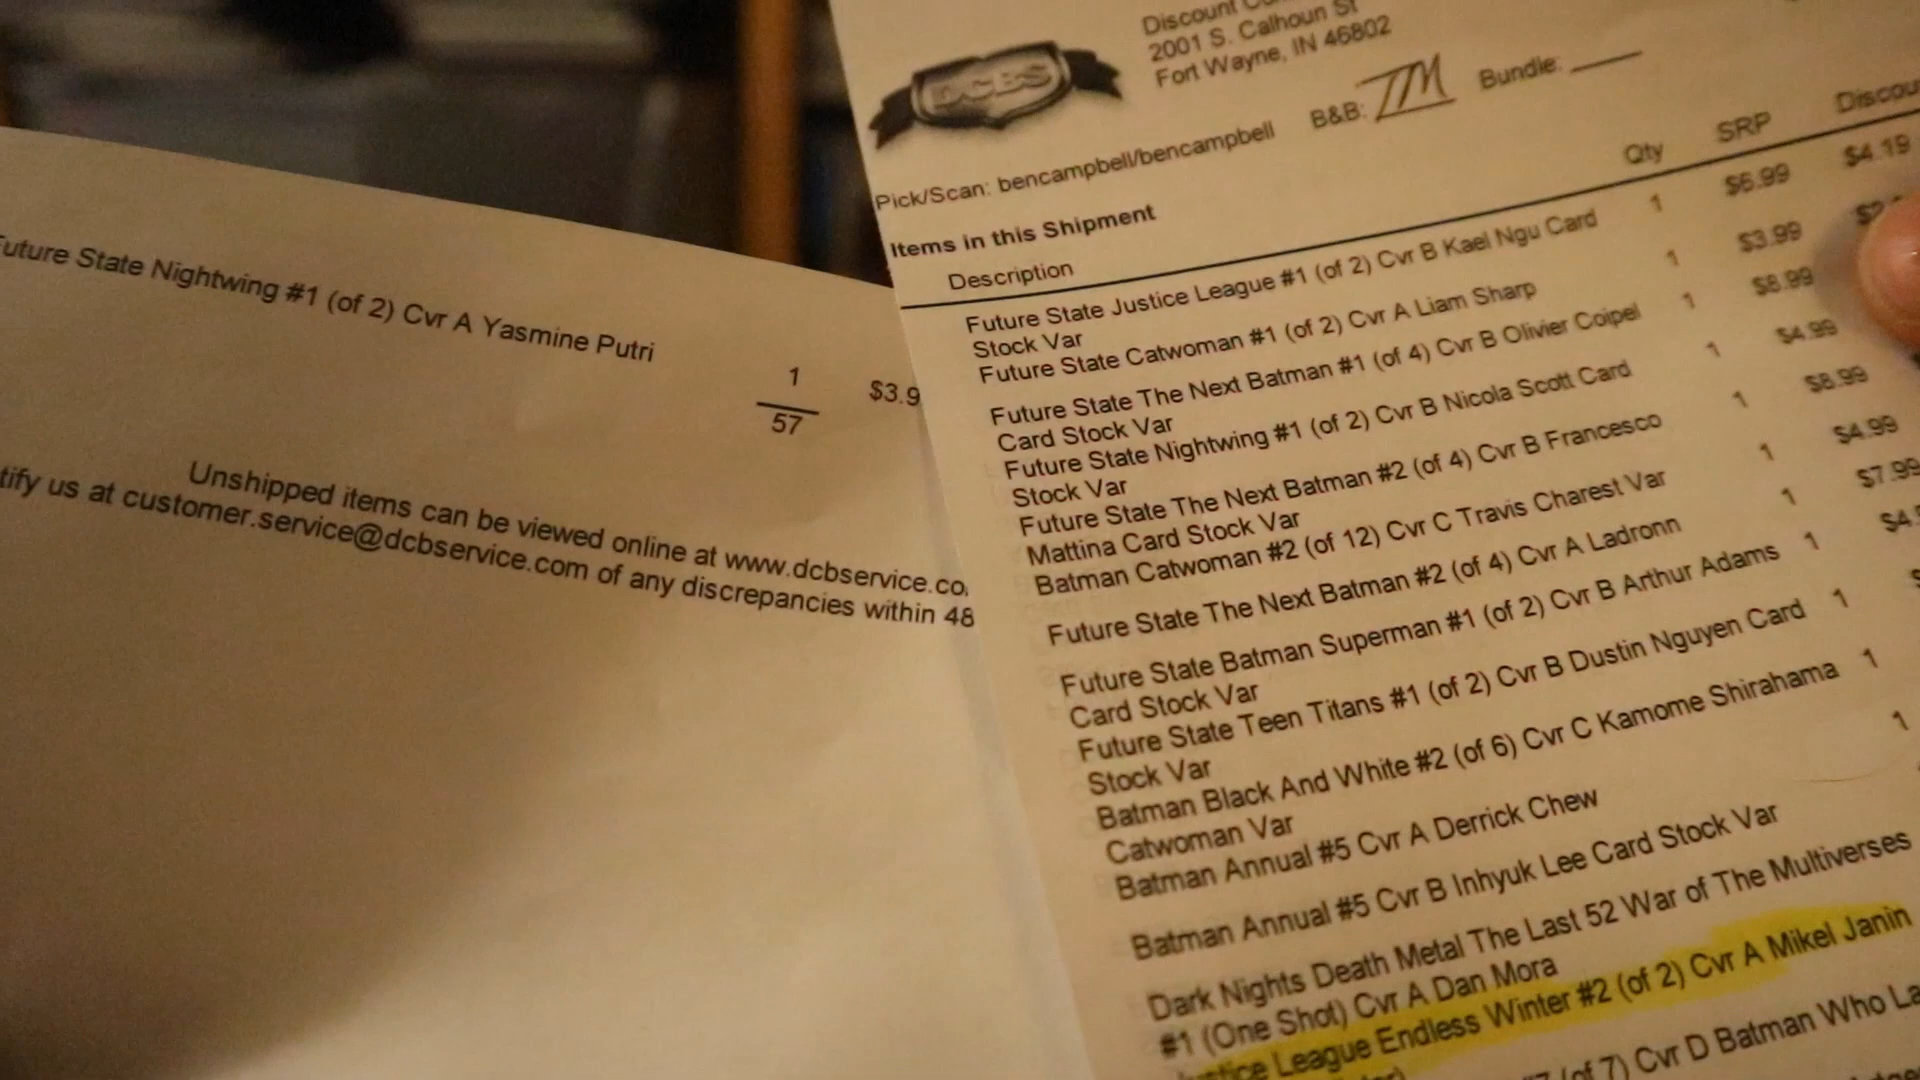 Future State Nightwing #1 (of 2) Cvr A Yasmine Putri
1
$3.9
57
Unshipped items can be viewed online at www.dcbservice.co
tify us at customer.service@dcbservice.com of any discrepancies within 48
DCBS
Discount
2001 S. Calhoun St
Fort Wayne, IN 46802
Pick/Scan: bencampbell/bencampbell B&B: TM Bundle:
Items in this Shipment
Description Qty SRP Discou
Future State Justice League #1 (of 2) Cvr B Kael Ngu Card 1 $5.99 $4.19
Stock Var
Future State Catwoman #1 (of 2) Cvr A Liam Sharp 1 $3.99
Future State The Next Batman #1 (of 4) Cvr B Olivier Coipel 1 $8.99
Card Stock Var
Future State Nightwing #1 (of 2) Cvr B Nicola Scott Card 1 $4.99
Stock Var
Future State The Next Batman #2 (of 4) Cvr B Francesco 1 $8.99
Mattina Card Stock Var
Batman Catwoman #2 (of 12) Cvr C Travis Charest Var 1 $4.99
Future State The Next Batman #2 (of 4) Cvr A Ladronn 1 $7.99
Future State Batman Superman #1 (of 2) Cvr B Arthur Adams 1
Card Stock Var
Future State Teen Titans #1 (of 2) Cvr B Dustin Nguyen Card 1
Stock Var
Batman Black And White #2 (of 6) Cvr C Kamome Shirahama 1
Catwoman Var
Batman Annual #5 Cvr A Derrick Chew 1
Batman Annual #5 Cvr B Inhyuk Lee Card Stock Var
Dark Nights Death Metal The Last 52 War of The Multiverses
#1 (One Shot) Cvr A Dan Mora
Justice League Endless Winter #2 (of 2) Cvr A Mikel Janin
(of 7) Cvr D Batman Who La